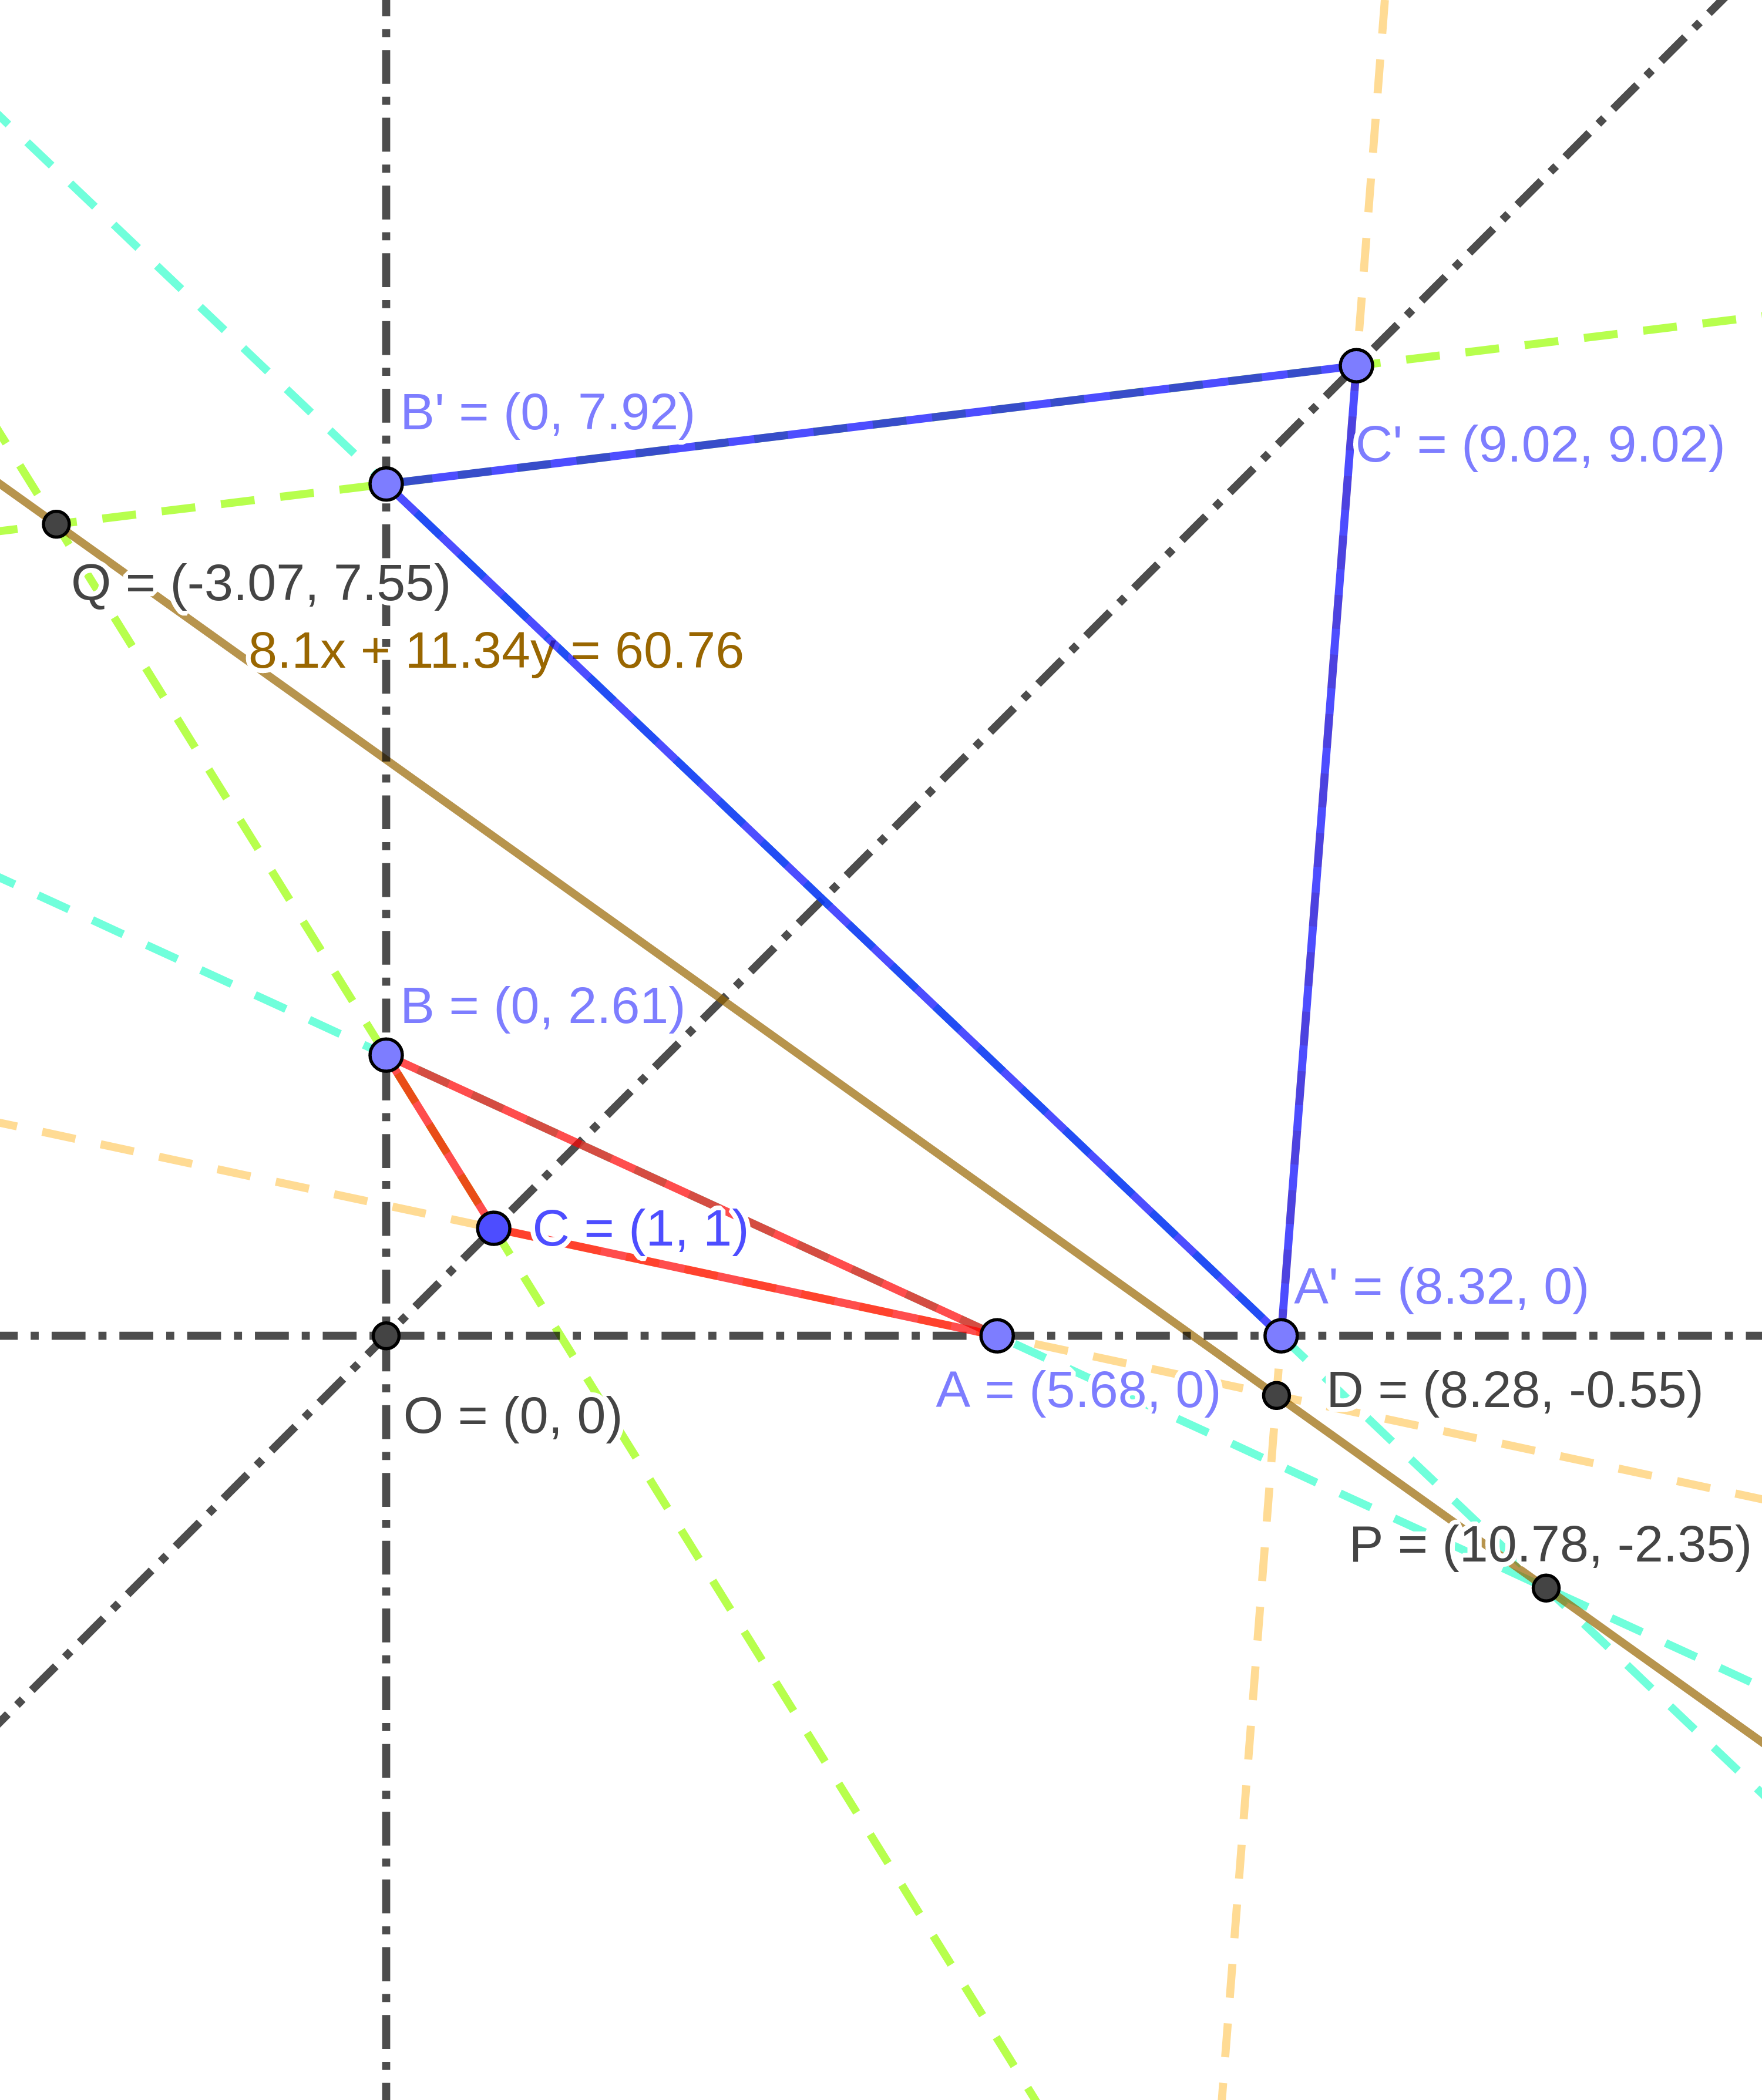 B' = (0, 7.92)
C' = (9.02, 9.02)
Q = (-3.07, 7.55)
8.1x + 11.34y = 60.76
B = (0, 2.61)
C = (1, 1)
A' = (8.32, 0)
A = (5.68, 0)
D = (8.28, -0.55)
O = (0, 0)
P = (10.78, -2.35)